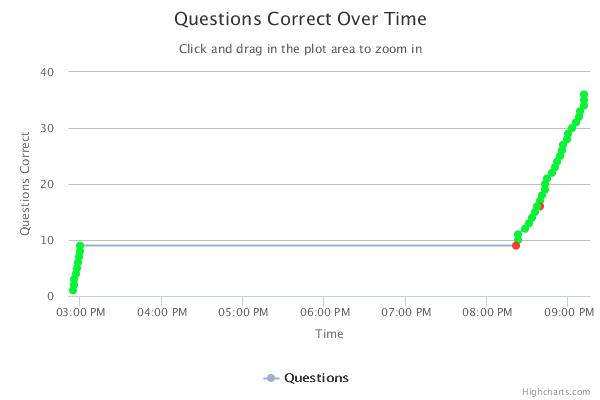 Questions Correct Over Time
Click and drag in the plot area to zoom in
Questions Correct
40
30
20
10
0
03:00 PM 04:00 PM 05:00 PM 06:00 PM 07:00 PM 08:00 PM 09:00 PM
Time
Questions
Highcharts.com